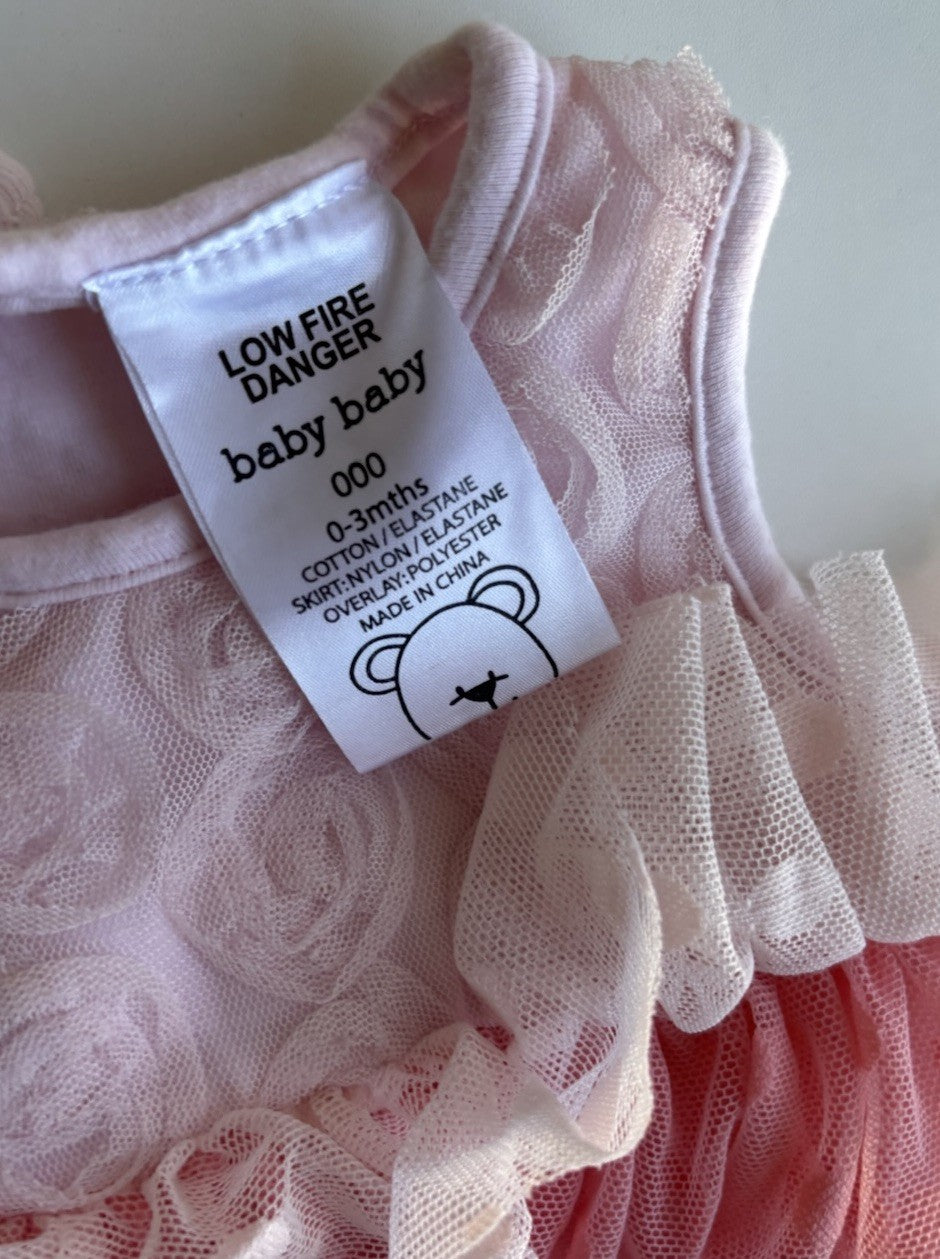 LOW FIRE
DANGER
baby baby
000
0-3mths
COTTON/ELASTANE
SKIRT:NYLON/ELASTANE
OVERLAY:POLYESTER
MADE IN CHINA